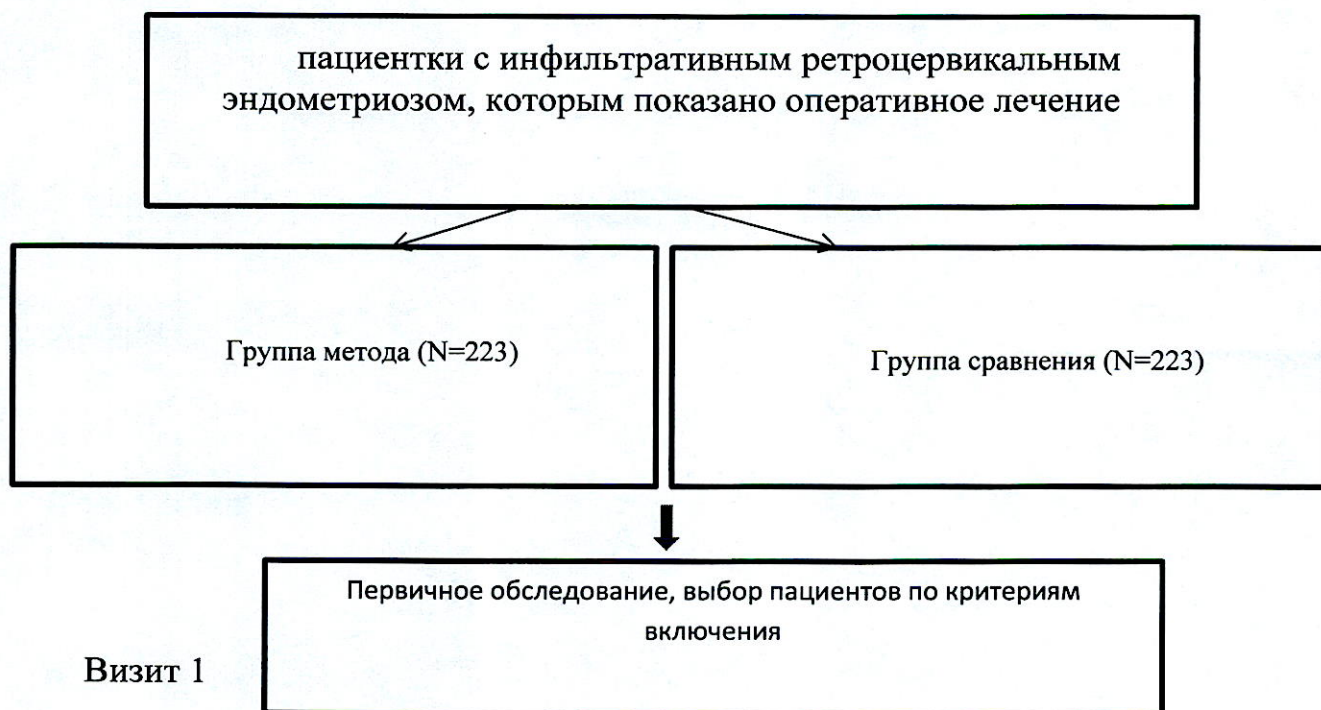 пациентки с инфильтративным ретроцервикальным
эндометриозом, которым показано оперативное лечение
Группа метода (N=223)
Группа сравнения (N=223)
Первичное обследование, выбор пациентов по критериям
включения
Визит 1